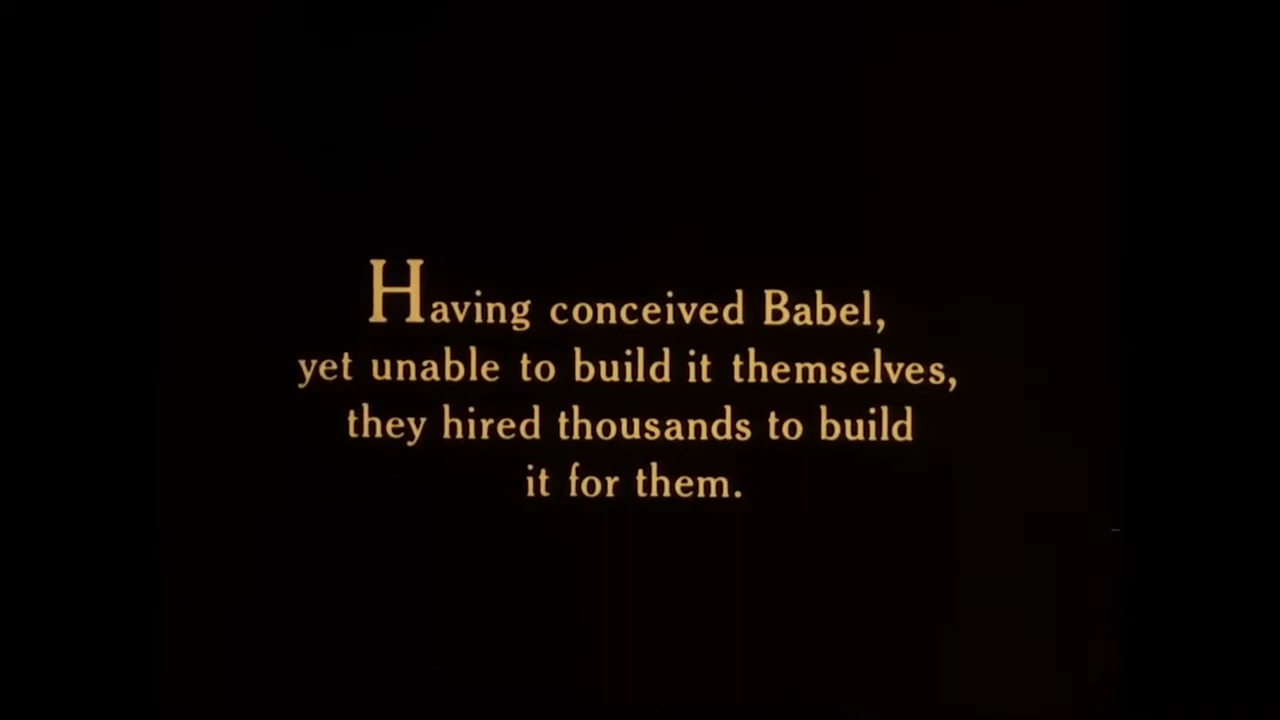 Having conceived Babel,
yet unable to build it themselves,
they hired thousands to build
it for them.